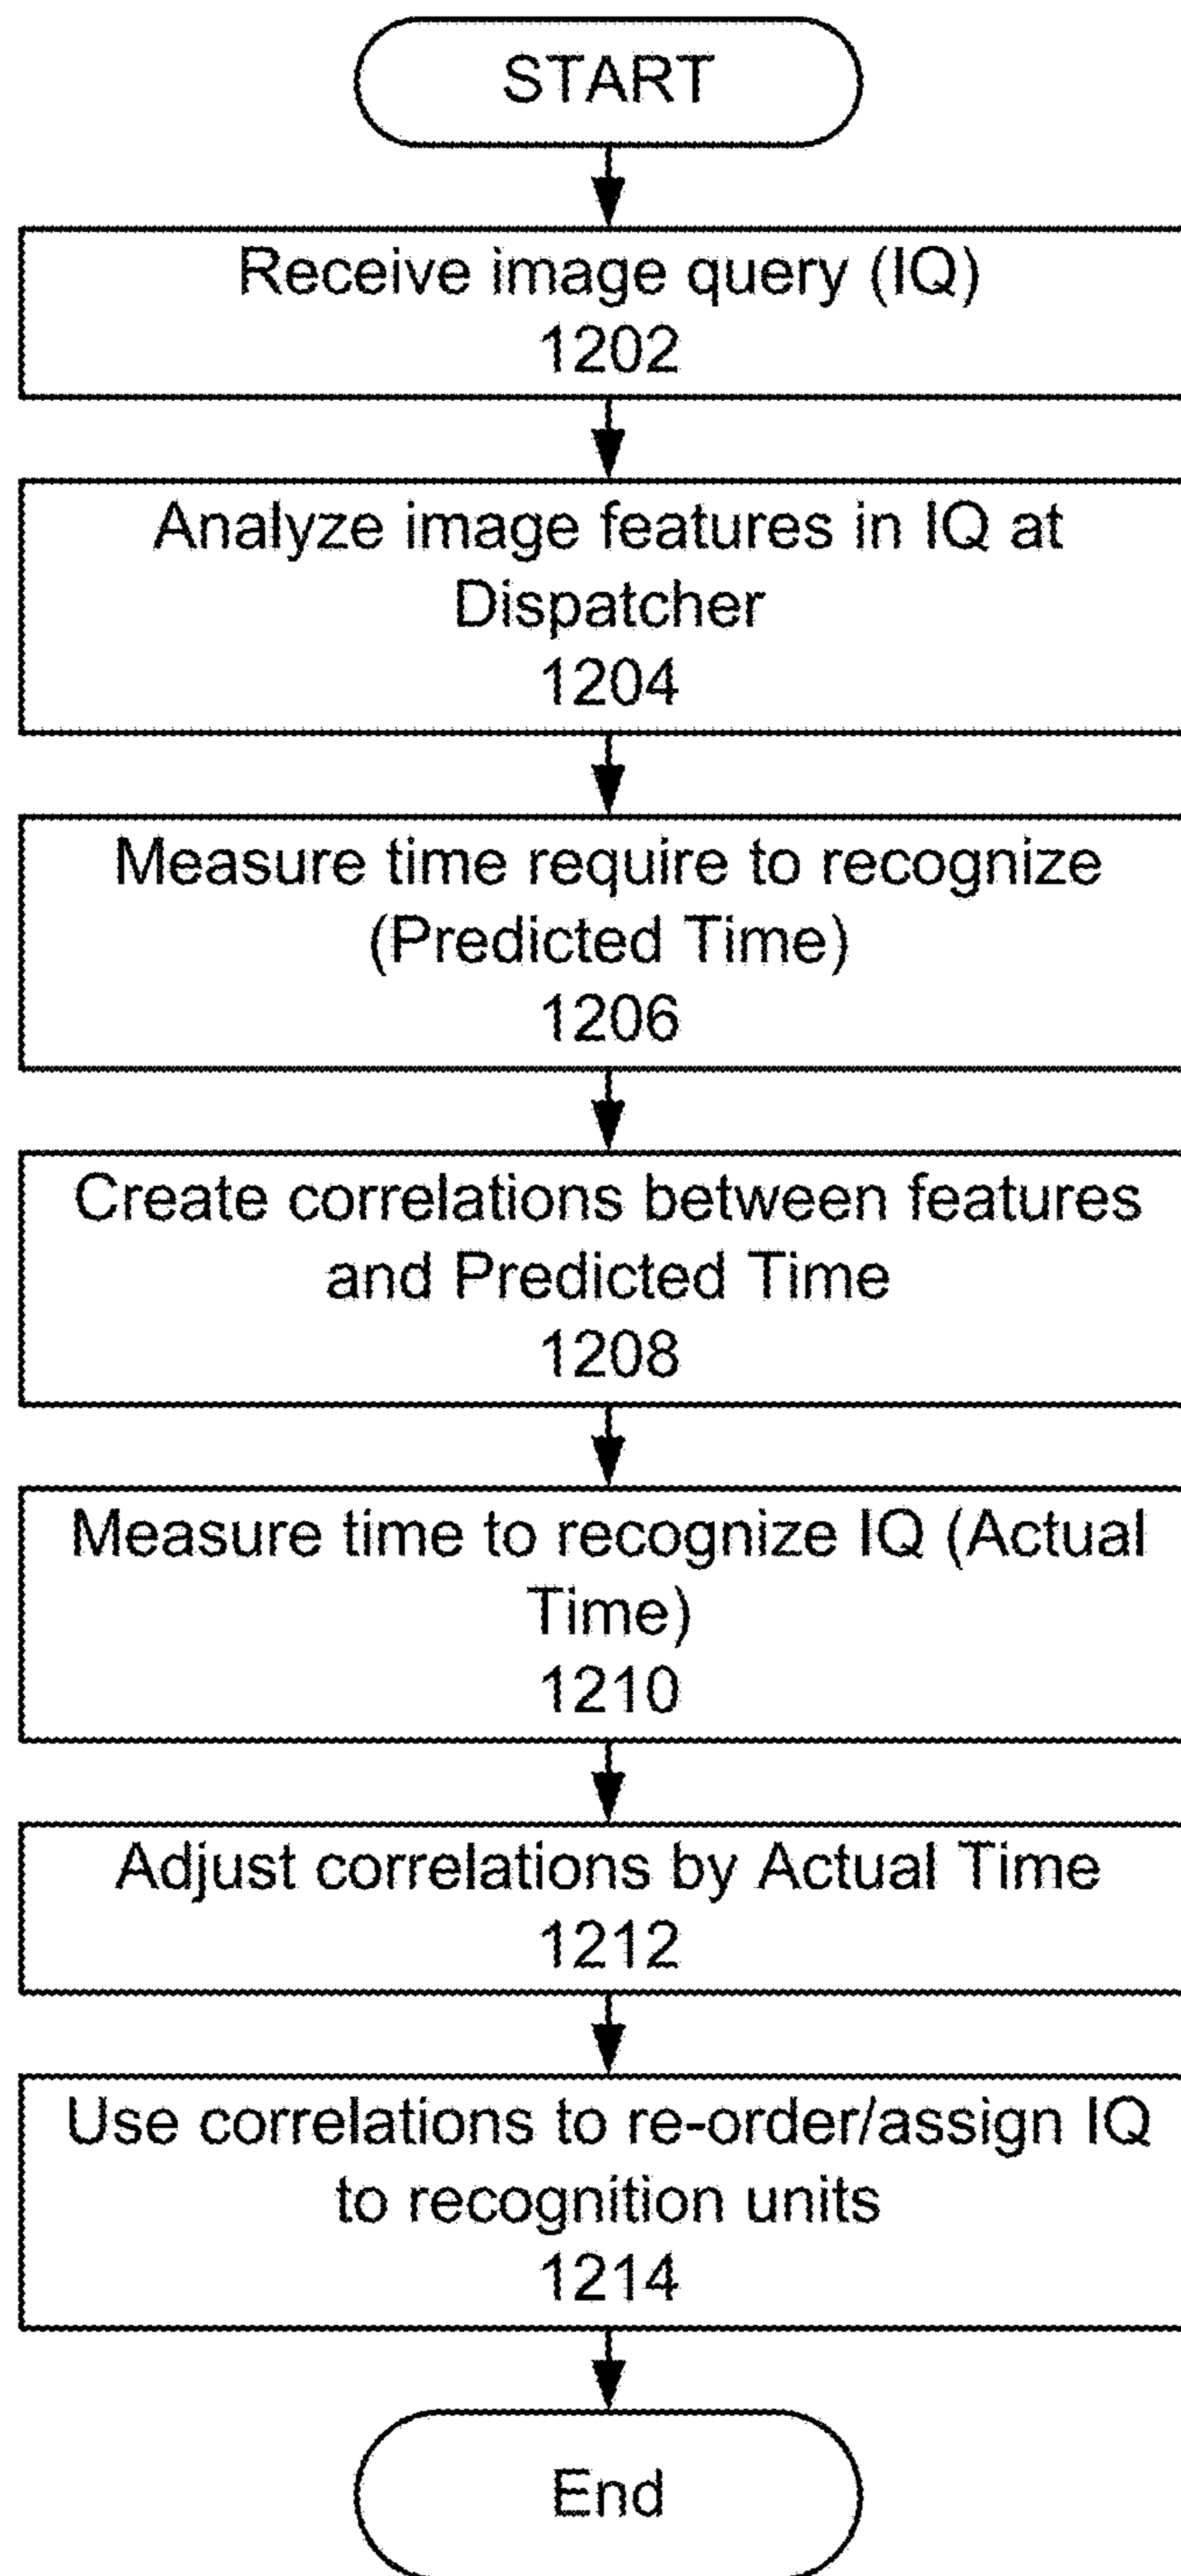 START
Receive image query (IQ)
1202
Analyze image features in IQ at
Dispatcher
1204
Measure time require to recognize
(Predicted Time)
1206
Create correlations between features
and Predicted Time
1208
Measure time to recognize IQ (Actual
Time)
1210
Adjust correlations by Actual Time
1212
Use correlations to re-order/assign IQ
to recognition units
1214
End